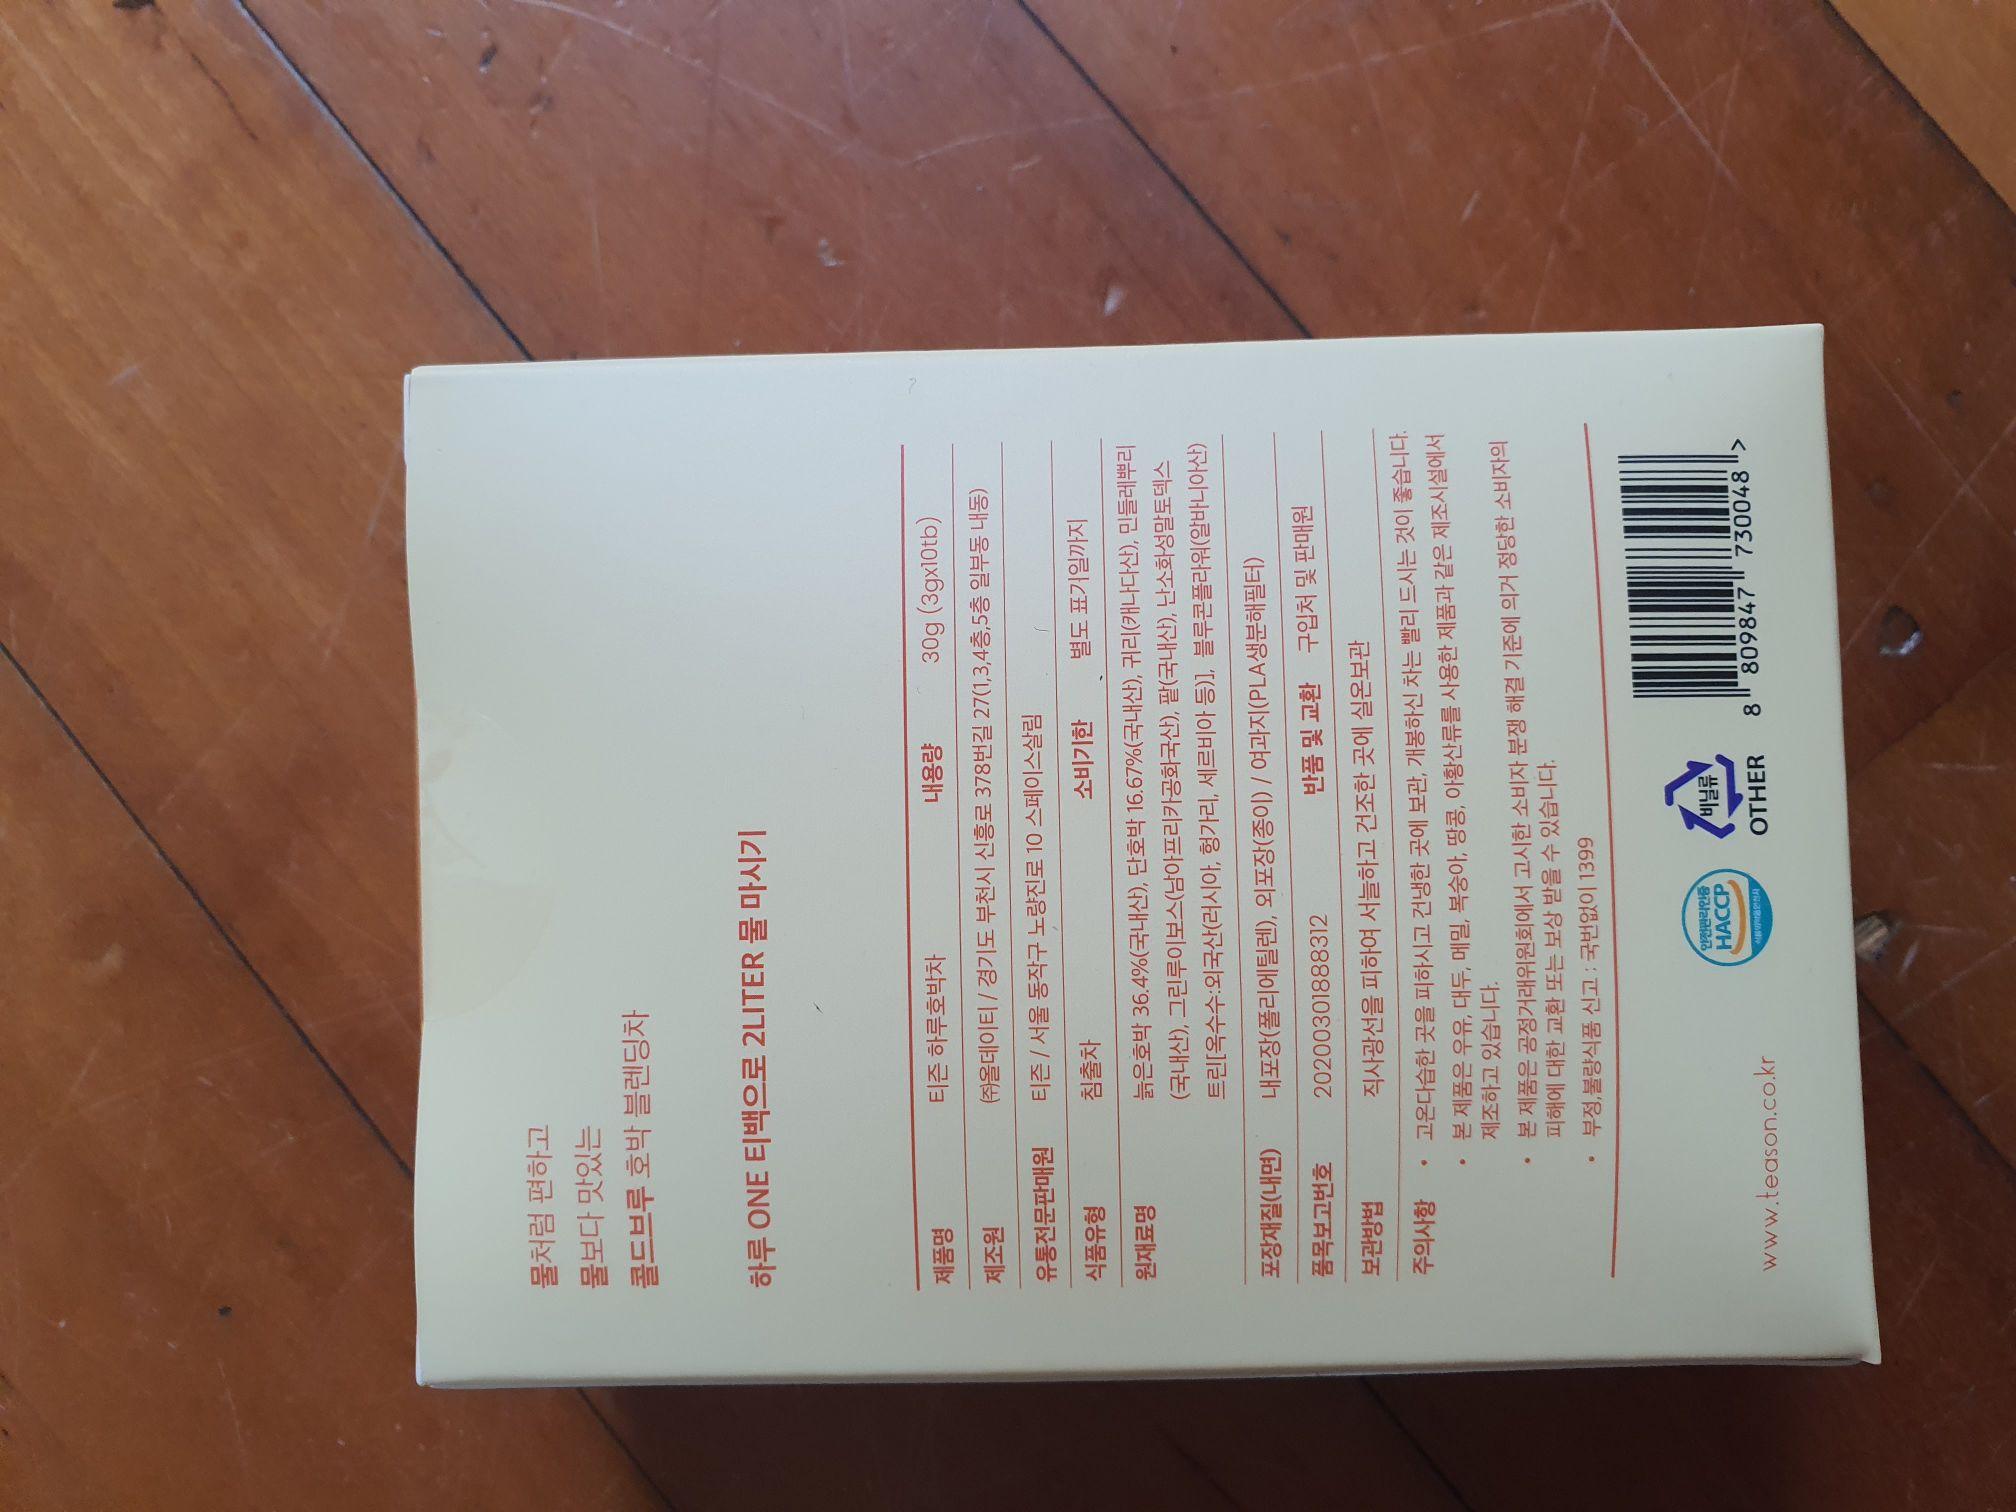 물처럼 편하고
물보다 맛있는
콜드브루 호박 블렌딩차
하루 ONE 티백으로 2LITER 물 마시기
제품명 티즌 하루호박차 내용량 30g (3gx10tb)
제조원 ㈜올데이티 / 경기도 부천시 신흥로 378번길 27(1,3,4층,5층 일부동 내동)
유통전문판매원 티즌 / 서울 동작구 노량진로 10 스페이스살림
식품유형 침출차 소비기한 별도 표기일까지
원재료명 늙은호박 36.4%(국내산), 단호박 16.67%(국내산), 귀리(캐나다산), 민들레뿌리
(국내산), 그린루이보스(남아프리카공화국산), 팥(국내산), 난소화성말토덱스
트린[옥수수:외국산(러시아, 헝가리, 세르비아 등)], 블루콘플라워(알바니아산)
포장재질(내면) 내포장(폴리에틸렌), 외포장(종이) / 여과지(PLA생분해필터)
품목보고번호 20200301888312 반품 및 교환 구입처 및 판매원
보관방법 직사광선을 피하여 서늘하고 건조한 곳에 실온보관
주의사항 • 고온다습한 곳을 피하시고 건냉한 곳에 보관, 개봉하신 차는 빨리 드시는 것이 좋습니다.
• 본 제품은 우유, 대두, 메밀, 복숭아, 땅콩, 아황산류를 사용한 제품과 같은 제조시설에서
제조하고 있습니다.
• 본 제품은 공정거래위원회에서 고시한 소비자 분쟁 해결 기준에 의거 정당한 소비자의
피해에 대한 교환 또는 보상 받을 수 있습니다.
• 부정,불량식품 신고 : 국번없이 1399
www.teason.co.kr
안전관리인증
HACCP
식품의약품안전처
비닐류
OTHER
8 809847 730048 >